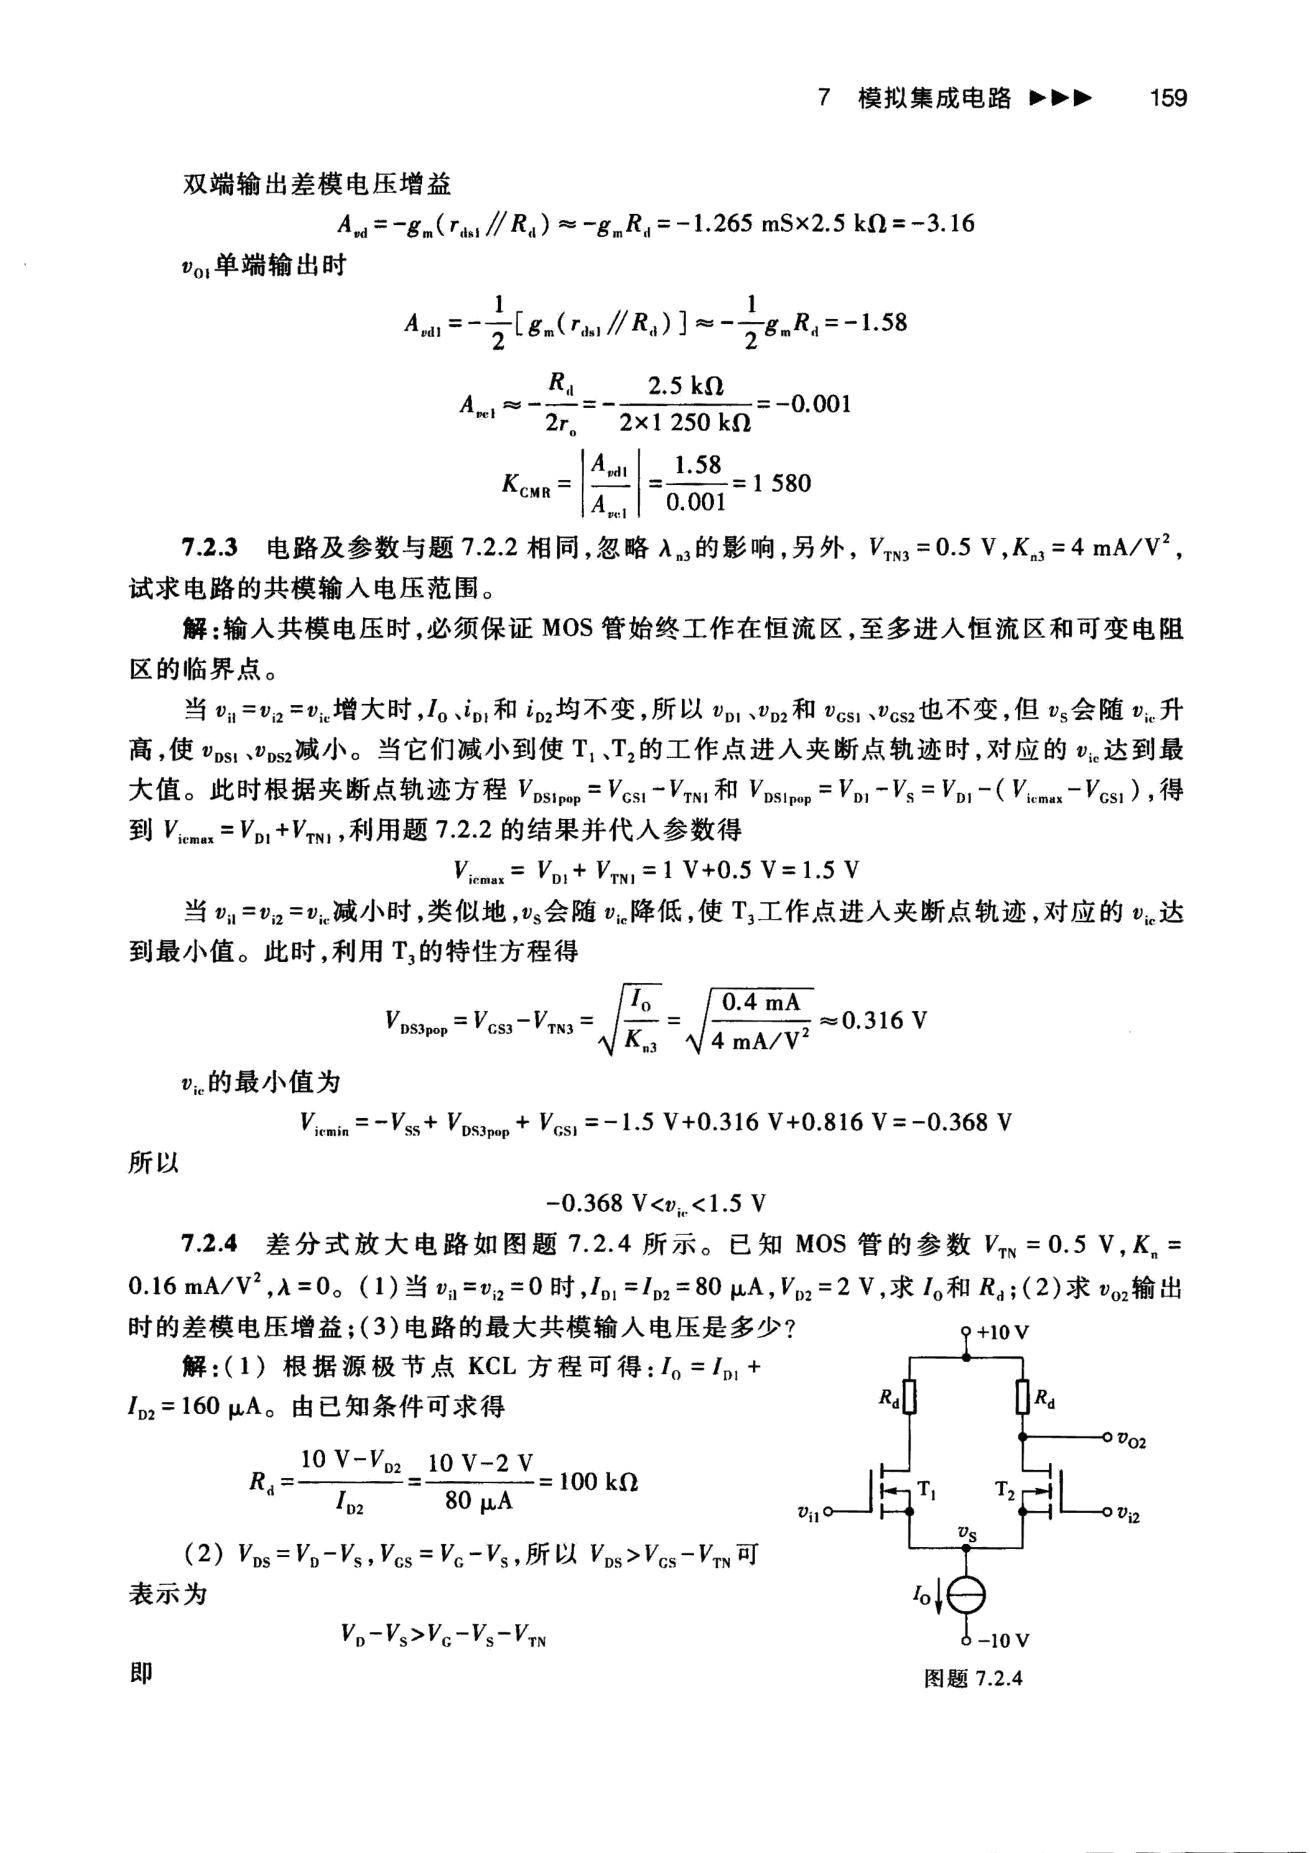 7 模拟集成电路 ▶▶▶ 159
双端输出差模电压增益
A_vd = -g_m(r_ds1 // R_d) ≈ -g_m R_d = -1.265 mS×2.5 kΩ = -3.16
v_O1单端输出时
A_vd1 = -1/2[g_m(r_ds1 // R_d)] ≈ -1/2 g_m R_d = -1.58
A_vc1 ≈ -R_d/2r_o = -2.5 kΩ/2×1 250 kΩ = -0.001
K_CMR = |A_vd1/A_vc1| = 1.58/0.001 = 1 580
7.2.3 电路及参数与题 7.2.2 相同,忽略 λ_n3的影响,另外, V_TN3 = 0.5 V,K_n3 = 4 mA/V²,
试求电路的共模输入电压范围。
解:输入共模电压时,必须保证 MOS 管始终工作在恒流区,至多进入恒流区和可变电阻
区的临界点。
当 v_i1 = v_i2 = v_ic增大时,I_O、i_D1和 i_D2均不变,所以 v_D1、v_D2和 v_GS1、v_GS2也不变,但 v_S会随 v_ic升
高,使 v_DS1、v_DS2减小。当它们减小到使 T₁、T₂的工作点进入夹断点轨迹时,对应的 v_ic达到最
大值。此时根据夹断点轨迹方程 V_DS1pop = V_GS1 - V_TN1和 V_DS1pop = V_D1 - V_S = V_D1 - (V_icmax - V_GS1),得
到 V_icmax = V_D1 + V_TN1,利用题 7.2.2 的结果并代入参数得
V_icmax = V_D1 + V_TN1 = 1 V+0.5 V = 1.5 V
当 v_i1 = v_i2 = v_ic减小时,类似地,v_S会随 v_ic降低,使 T₃工作点进入夹断点轨迹,对应的 v_ic达
到最小值。此时,利用 T₃的特性方程得
V_DS3pop = V_GS3 - V_TN3 = √(I_O/K_n3) = √(0.4 mA/4 mA/V²) ≈ 0.316 V
v_ic的最小值为
V_icmin = -V_SS + V_DS3pop + V_GS1 = -1.5 V+0.316 V+0.816 V = -0.368 V
所以
-0.368 V<v_ic<1.5 V
7.2.4 差分式放大电路如图题 7.2.4 所示。已知 MOS 管的参数 V_TN = 0.5 V,K_n =
0.16 mA/V²,λ = 0。(1)当 v_i1 = v_i2 = 0 时,I_D1 = I_D2 = 80 μA,V_D2 = 2 V,求 I_o和 R_d;(2)求 v_O2输出
时的差模电压增益;(3)电路的最大共模输入电压是多少?
解:(1) 根据源极节点 KCL 方程可得:I_O = I_D1 +
I_D2 = 160 μA。由已知条件可求得
R_d = 10 V-V_D2/I_D2 = 10 V-2 V/80 μA = 100 kΩ
(2) V_DS = V_D - V_S,V_GS = V_G - V_S,所以 V_DS>V_GS - V_TN可
表示为
V_D - V_S>V_G - V_S - V_TN
即
+10 V
R_d
R_d
v_O2
T₁
T₂
v_i1
v_i2
v_S
I_O
-10 V
图题 7.2.4